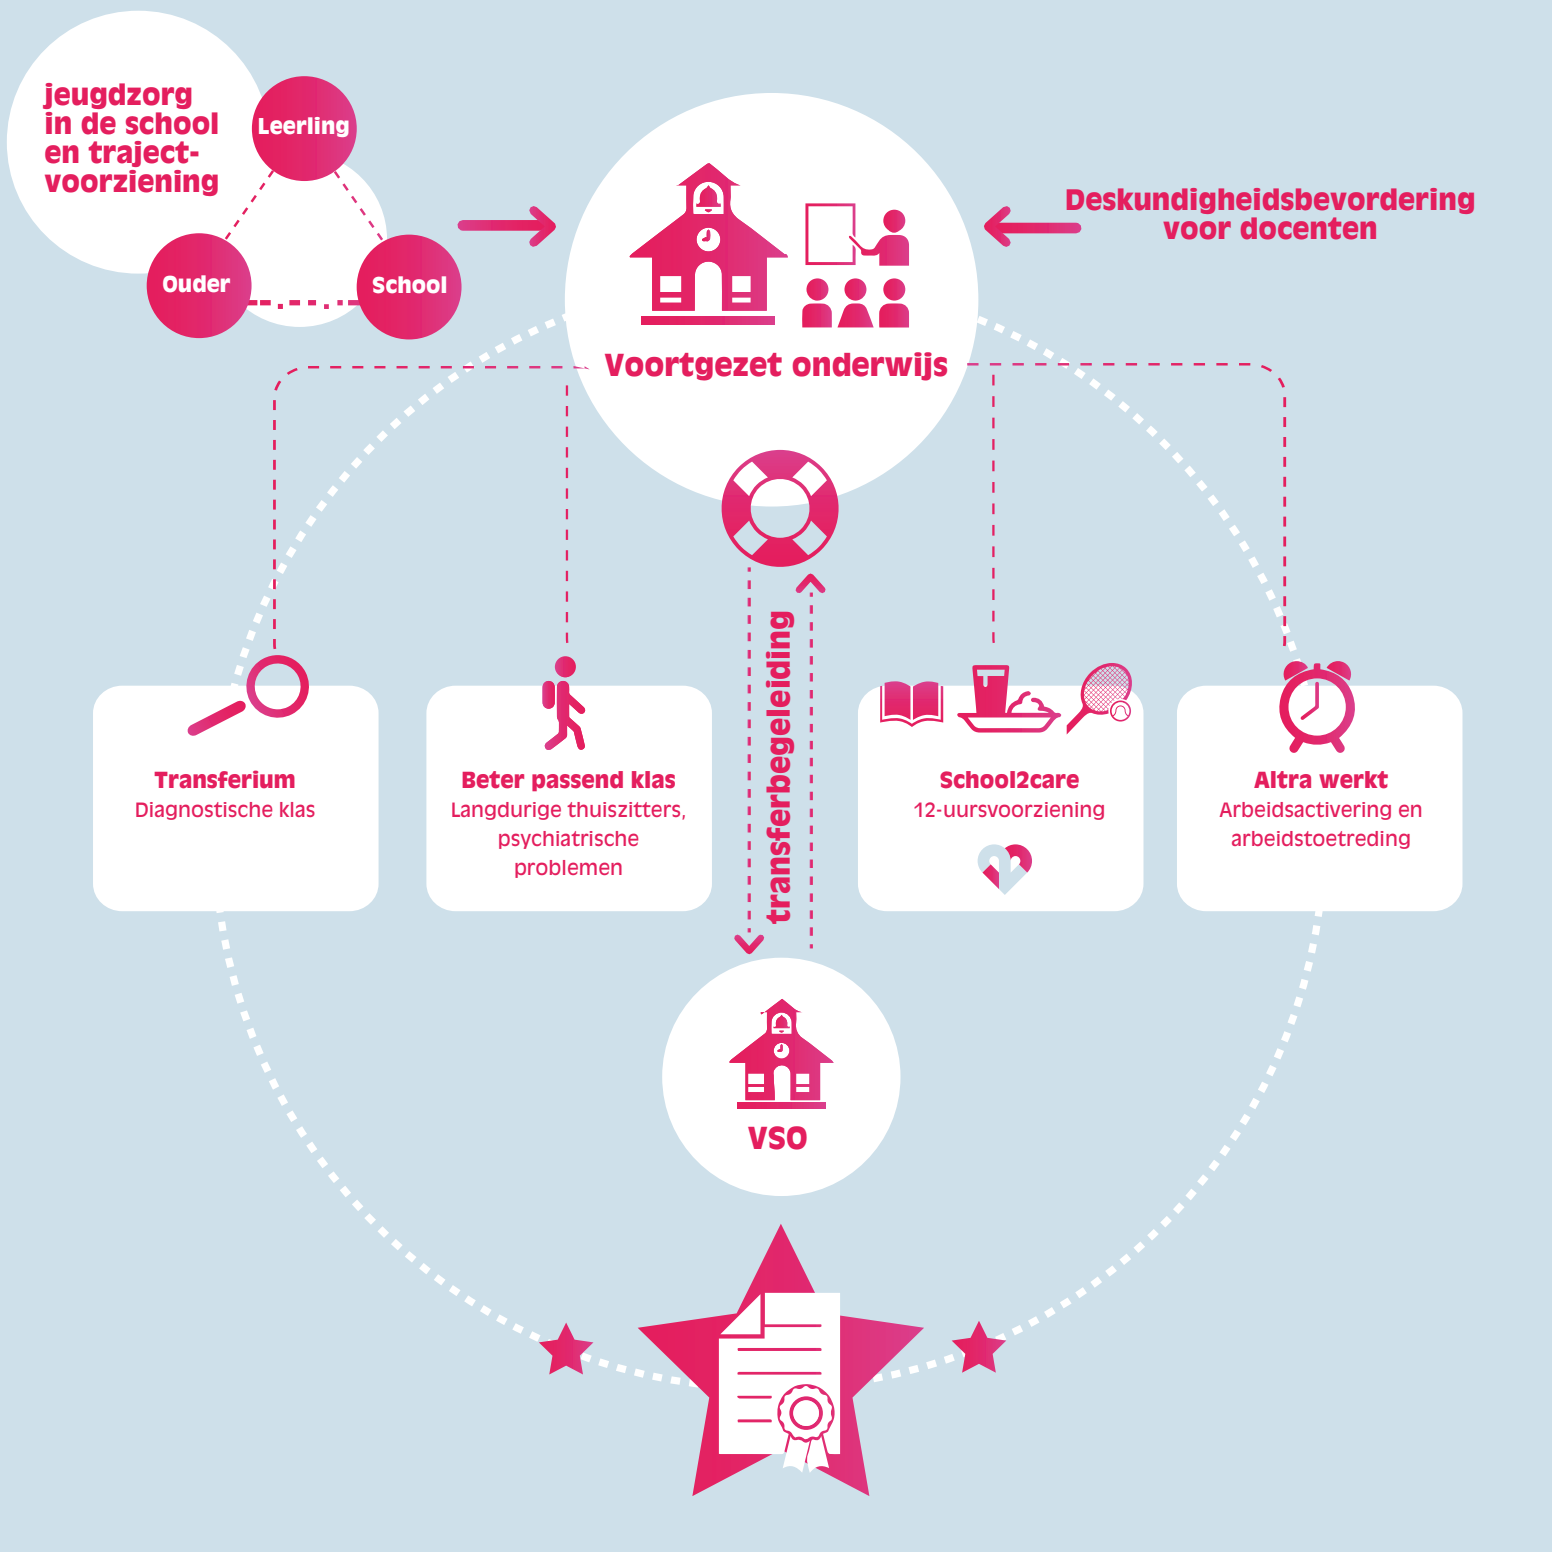 jeugdzorg
in de school
en traject-
voorziening
Leerling
Ouder
School
Deskundigheidsbevordering
voor docenten
Voortgezet onderwijs
transferbegeleiding
Transferium
Diagnostische klas
Beter passend klas
Langdurige thuiszitters,
psychiatrische
problemen
School2care
12-uursvoorziening
Altra werkt
Arbeidsactivering en
arbeidstoetreding
VSO